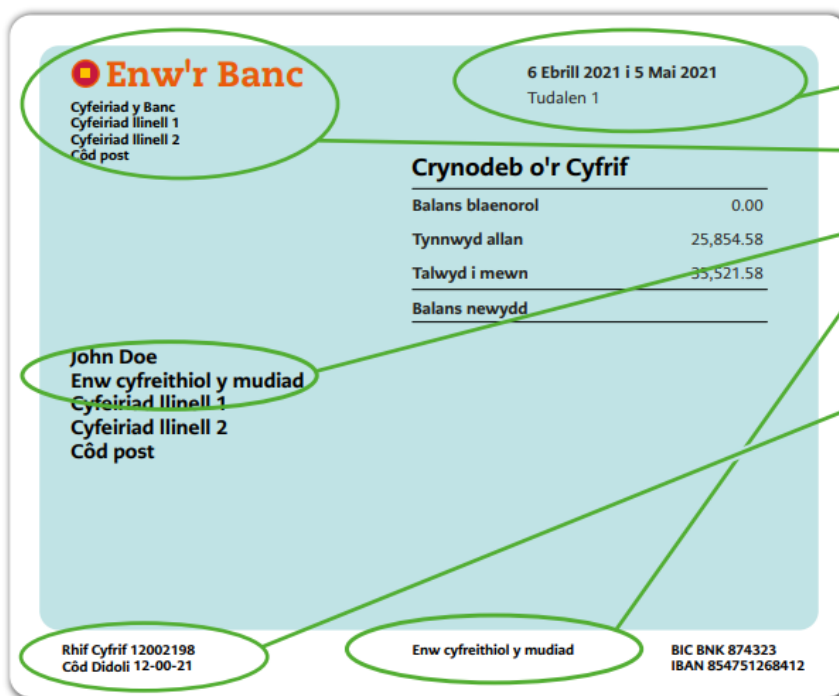 Enw'r Banc
Cyfeiriad y Banc
Cyfeiriad llinell 1
Cyfeiriad llinell 2
Côd post
6 Ebrill 2021 i 5 Mai 2021
Tudalen 1
Crynodeb o'r Cyfrif
Balans blaenorol 0.00
Tynnwyd allan 25,854.58
Talwyd i mewn 35,521.58
Balans newydd
John Doe
Enw cyfreithiol y mudiad
Cyfeiriad llinell 1
Cyfeiriad llinell 2
Côd post
Rhif Cyfrif 12002198
Côd Didoli 12-00-21
Enw cyfreithiol y mudiad
BIC BNK 874323
IBAN 854751268412